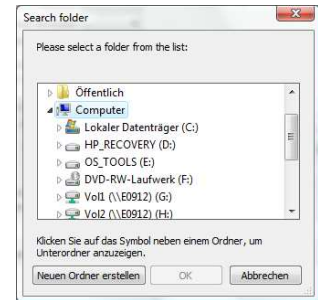 Search folder
Please select a folder from the list:
Öffentlich
Computer
Lokaler Datenträger (C:)
HP_RECOVERY (D:)
OS_TOOLS (E:)
DVD-RW-Laufwerk (F:)
Vol1 (\\E0912) (G:)
Vol2 (\\E0912) (H:)
Klicken Sie auf das Symbol neben einem Ordner, um
Unterordner anzuzeigen.
Neuen Ordner erstellen OK Abbrechen